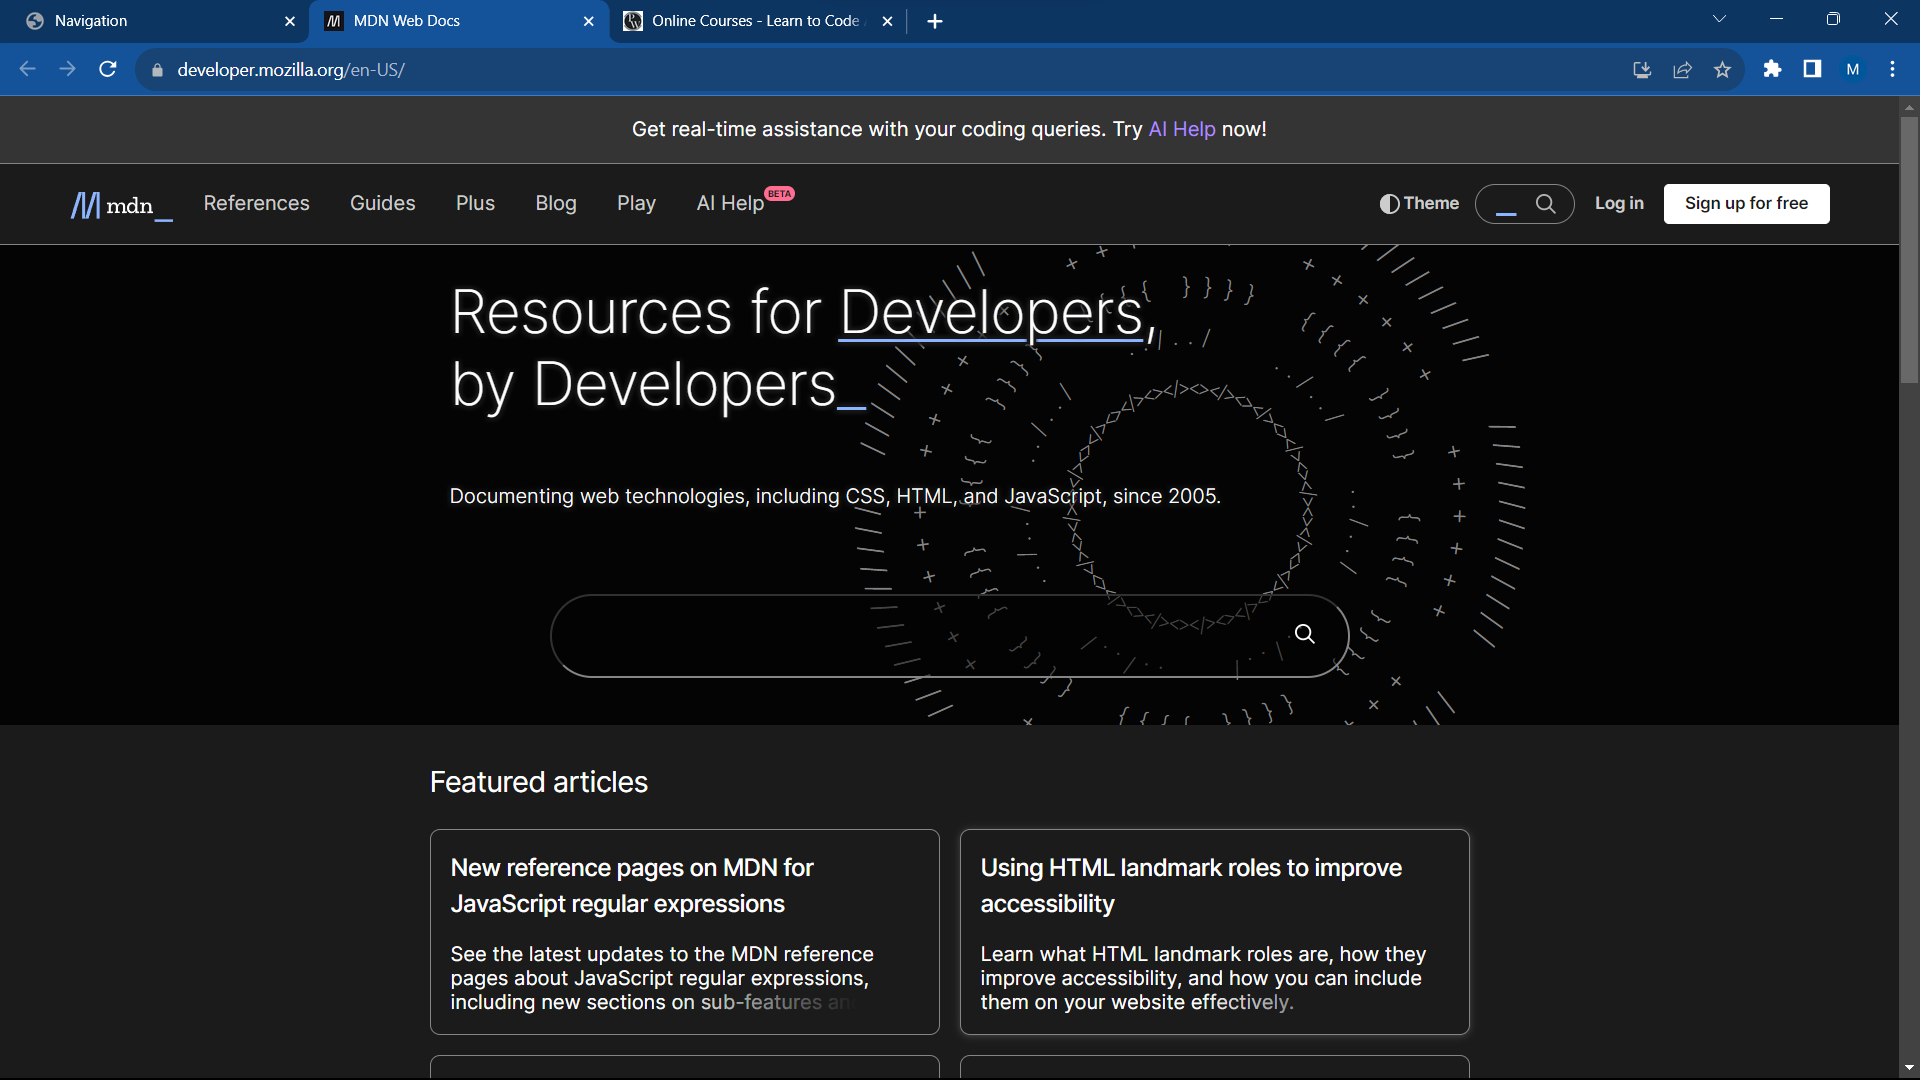 Navigation
MDN Web Docs
Online Courses - Learn to Code
developer.mozilla.org/en-US/
M
Get real-time assistance with your coding queries. Try AI Help now!
mdn_
References
Guides
Plus
Blog
Play
AI Help
BETA
Theme
Log in
Sign up for free
Resources for Developers,
by Developers_
Documenting web technologies, including CSS, HTML, and JavaScript, since 2005.
Featured articles
New reference pages on MDN for
JavaScript regular expressions
See the latest updates to the MDN reference
pages about JavaScript regular expressions,
including new sections on sub-features
Using HTML landmark roles to improve
accessibility
Learn what HTML landmark roles are, how they
improve accessibility, and how you can include
them on your website effectively.